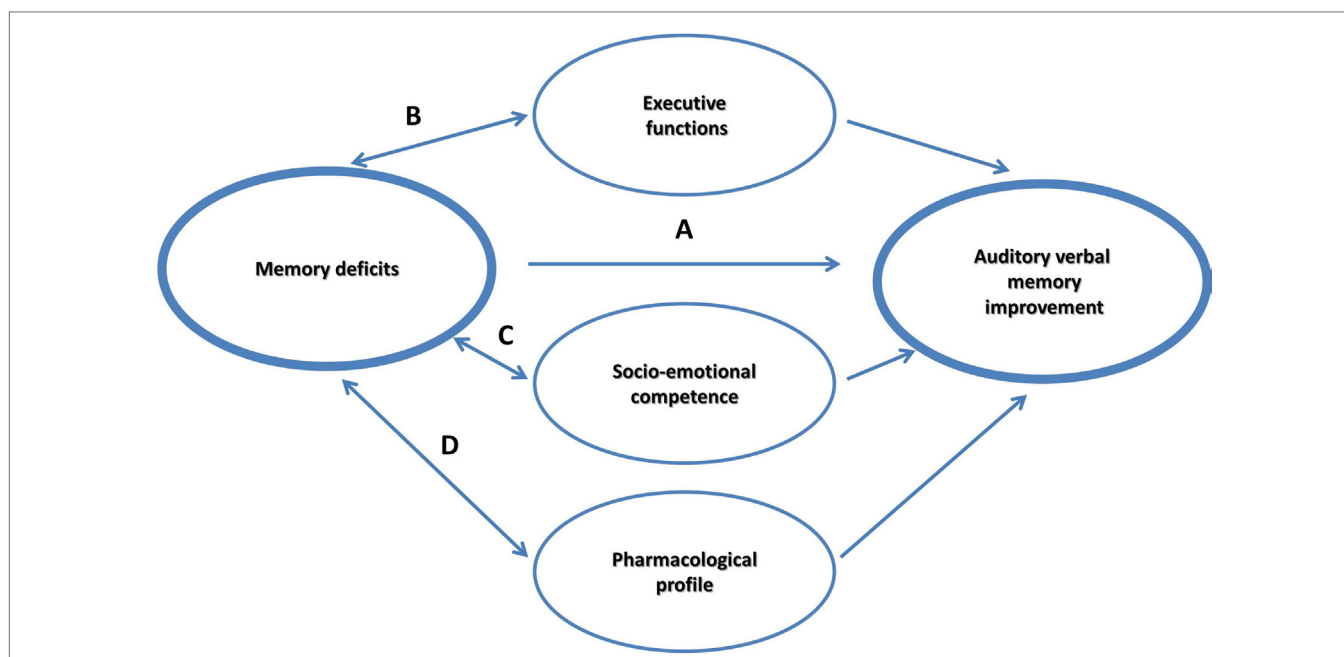 B
Executive
functions
A
Memory deficits
Auditory verbal
memory
improvement
C
Socio-emotional
competence
D
Pharmacological
profile